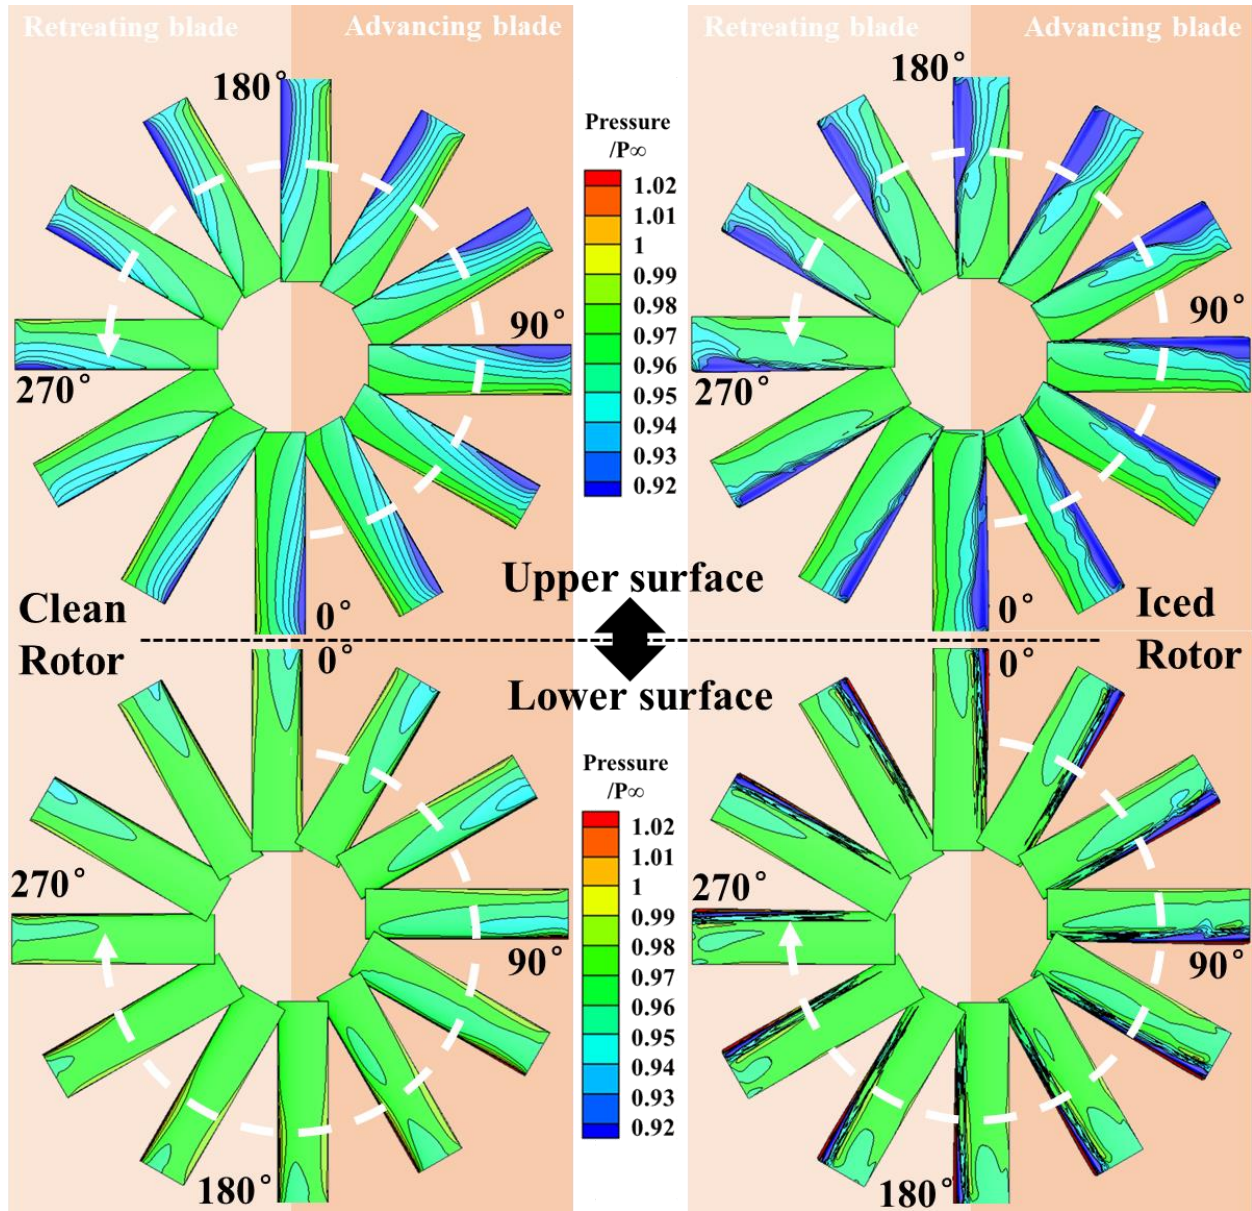 Retreating blade
Advancing blade
Retreating blade
Advancing blade
180°
180°
Pressure
/P∞
1.02
1.01
1
0.99
0.98
0.97
0.96
0.95
0.94
0.93
0.92
90°
90°
270°
270°
Upper surface
Clean
Rotor
0°
0°
Iced
Rotor
0°
0°
Lower surface
Pressure
/P∞
1.02
1.01
1
0.99
0.98
0.97
0.96
0.95
0.94
0.93
0.92
270°
270°
90°
90°
180°
180°